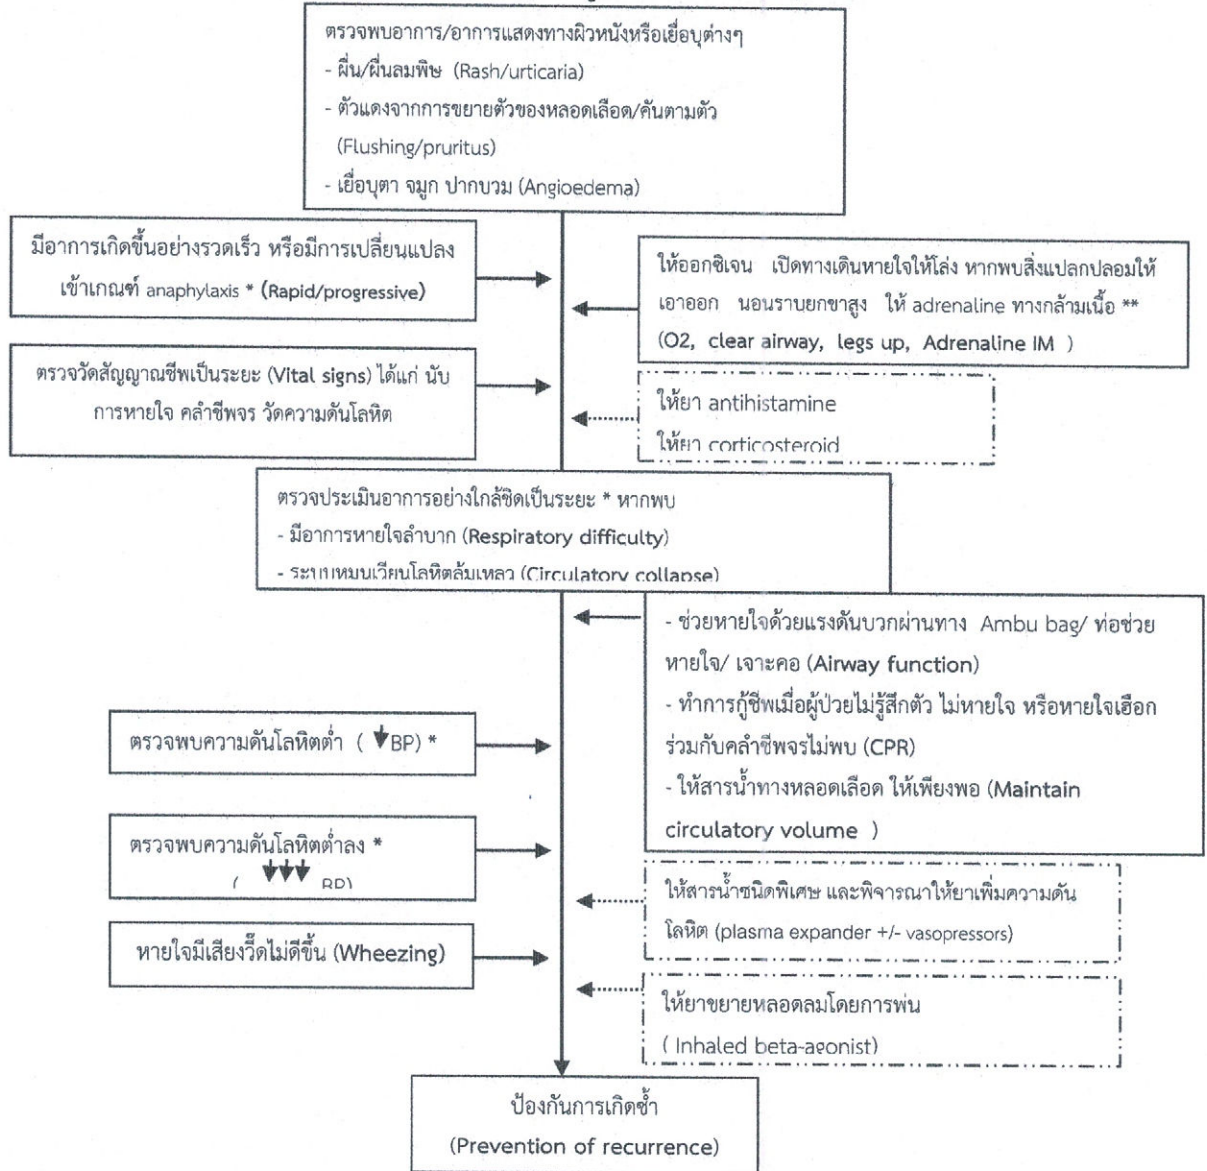 ตรวจพบอาการ/อาการแสดงทางผิวหนังหรือเยื่อบุต่างๆ
- ผื่น/ผื่นลมพิษ (Rash/urticaria)
- ตัวแดงจากการขยายตัวของหลอดเลือด/คันตามตัว
(Flushing/pruritus)
- เยื่อบุตา จมูก ปากบวม (Angioedema)
มีอาการเกิดขึ้นอย่างรวดเร็ว หรือมีการเปลี่ยนแปลง
เข้าเกณฑ์ anaphylaxis * (Rapid/progressive)
ให้ออกซิเจน เปิดทางเดินหายใจให้โล่ง หากพบสิ่งแปลกปลอมให้
เอาออก นอนราบยกขาสูง ให้ adrenaline ทางกล้ามเนื้อ **
(O2, clear airway, legs up, Adrenaline IM )
ตรวจวัดสัญญาณชีพเป็นระยะ (Vital signs) ได้แก่ นับ
การหายใจ คลำชีพจร วัดความดันโลหิต
ให้ยา antihistamine
ให้ยา corticosteroid
ตรวจประเมินอาการอย่างใกล้ชิดเป็นระยะ * หากพบ
- มีอาการหายใจลำบาก (Respiratory difficulty)
- ระบบหมุนเวียนโลหิตล้มเหลว (Circulatory collapse)
- ช่วยหายใจด้วยแรงดันบวกผ่านทาง Ambu bag/ ท่อช่วย
หายใจ/ เจาะคอ (Airway function)
- ทำการกู้ชีพเมื่อผู้ป่วยไม่รู้สึกตัว ไม่หายใจ หรือหายใจเฮือก
ร่วมกับคลำชีพจรไม่พบ (CPR)
- ให้สารน้ำทางหลอดเลือด ให้เพียงพอ (Maintain
circulatory volume )
ตรวจพบความดันโลหิตต่ำ ( ↓BP) *
ตรวจพบความดันโลหิตต่ำลง *
( ↓↓↓ BP)
ให้สารน้ำชนิดพิเศษ และพิจารณาให้ยาเพิ่มความดัน
โลหิต (plasma expander +/- vasopressors)
หายใจมีเสียงวี๊ดไม่ดีขึ้น (Wheezing)
ให้ยาขยายหลอดลมโดยการพ่น
( Inhaled beta-agonist)
ป้องกันการเกิดซ้ำ
(Prevention of recurrence)